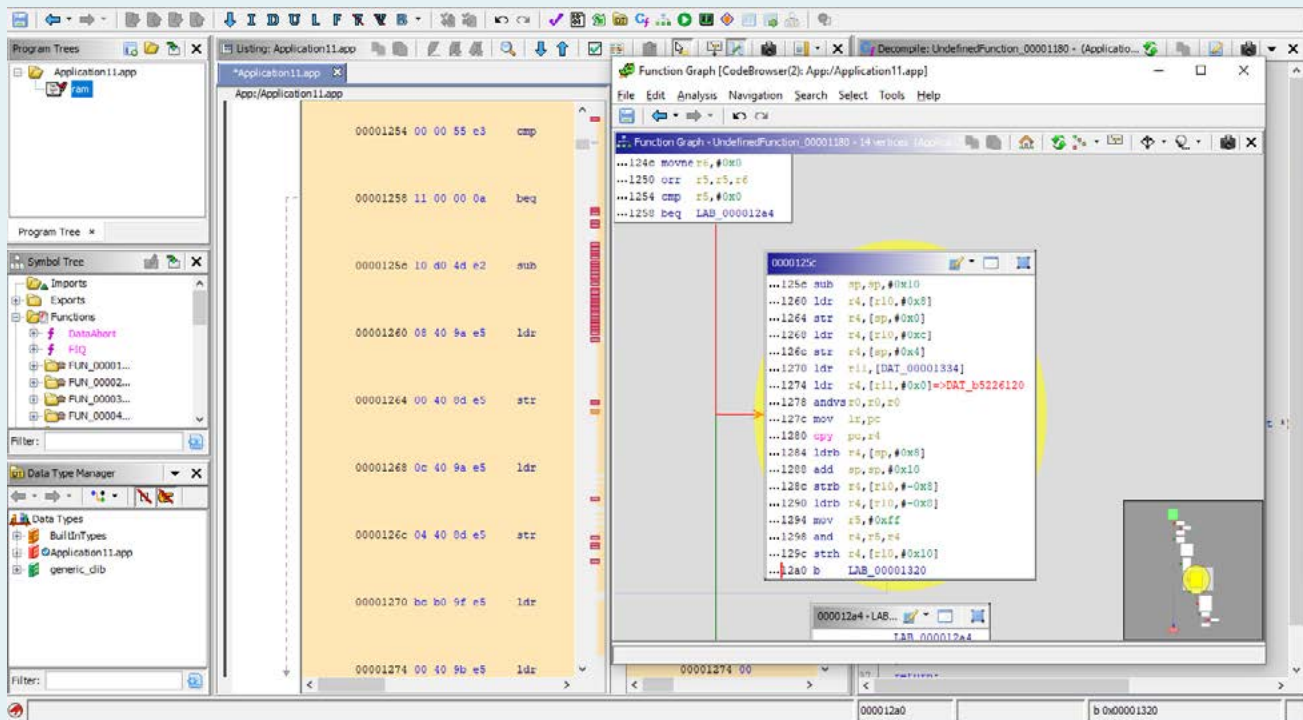 I D U L F R V B
Program Trees
Application11.app
ram
Program Tree
Symbol Tree
Imports
Exports
Functions
DataAbort
FIQ
FUN_00001...
FUN_00002...
FUN_00003...
FUN_00004...
Filter:
Data Type Manager
Data Types
BuiltInTypes
Application11.app
generic_clib
Filter:
Listing: Application11.app
*Application11.app
App:/Application11.app
00001254 00 00 55 e3 cmp
00001258 11 00 00 0a beq
0000125c 10 d0 4d e2 sub
00001260 08 40 9a e5 ldr
00001264 00 40 8d e5 str
00001268 0c 40 9a e5 ldr
0000126c 04 40 8d e5 str
00001270 bc b0 9f e5 ldr
00001274 00 40 9b e5 ldr
00001274 00
Decompile: UndefinedFunction_00001180 - (Applicatio...
Function Graph [CodeBrowser(2): App:/Application11.app]
File Edit Analysis Navigation Search Select Tools Help
Function Graph - UndefinedFunction_00001180 - 14 vertices
...124c movne r6,#0x0
...1250 orr r5,r5,r6
...1254 cmp r5,#0x0
...1258 beq LAB_000012a4
0000125c
...125c sub sp,sp,#0x10
...1260 ldr r4,[r10,#0x8]
...1264 str r4,[sp,#0x0]
...1268 ldr r4,[r10,#0xc]
...126c str r4,[sp,#0x4]
...1270 ldr r11,[DAT_00001334]
...1274 ldr r4,[r11,#0x0]=>DAT_b5226120
...1278 andvs r0,r0,r0
...127c mov lr,pc
...1280 cpy pc,r4
...1284 ldrb r4,[sp,#0x8]
...1288 add sp,sp,#0x10
...128c strb r4,[r10,#-0x8]
...1290 ldrb r4,[r10,#-0x8]
...1294 mov r5,#0xff
...1298 and r4,r5,r4
...129c strh r4,[r10,#0x10]
...12a0 b LAB_00001320
000012a4 - LAB...
LAB_000012a4
000012a0
b 0x00001320